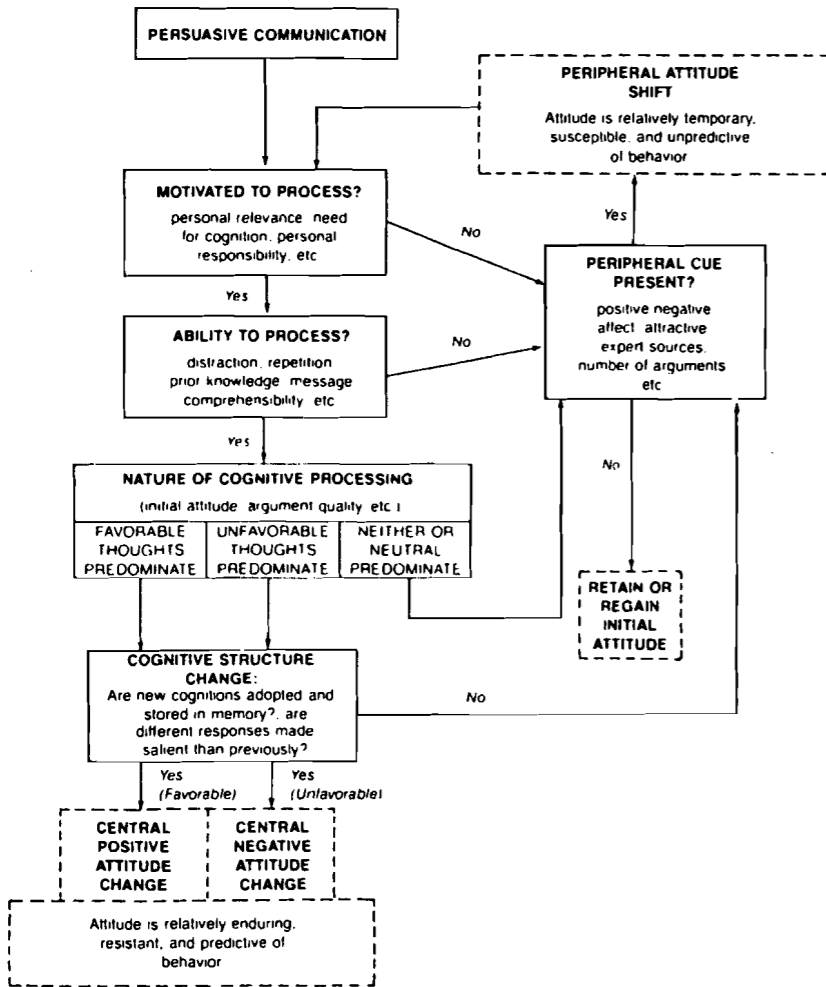 PERSUASIVE COMMUNICATION
PERIPHERAL ATTITUDE
SHIFT
Attitude is relatively temporary,
susceptible, and unpredictive
of behavior
MOTIVATED TO PROCESS?
personal relevance need
for cognition, personal
responsibility, etc
No
Yes
Yes
PERIPHERAL CUE
PRESENT?
positive negative
affect attractive
expert sources,
number of arguments
etc
ABILITY TO PROCESS?
distraction, repetition
prior knowledge message
comprehensibility etc
No
Yes
No
NATURE OF COGNITIVE PROCESSING
(initial attitude argument quality etc.)
FAVORABLE
THOUGHTS
PREDOMINATE
UNFAVORABLE
THOUGHTS
PREDOMINATE
NEITHER OR
NEUTRAL
PREDOMINATE
RETAIN OR
REGAIN
INITIAL
ATTITUDE
COGNITIVE STRUCTURE
CHANGE:
Are new cognitions adopted and
stored in memory?, are
different responses made
salient than previously?
No
Yes
(Favorable)
Yes
(Unfavorable)
CENTRAL
POSITIVE
ATTITUDE
CHANGE
CENTRAL
NEGATIVE
ATTITUDE
CHANGE
Attitude is relatively enduring,
resistant, and predictive of
behavior